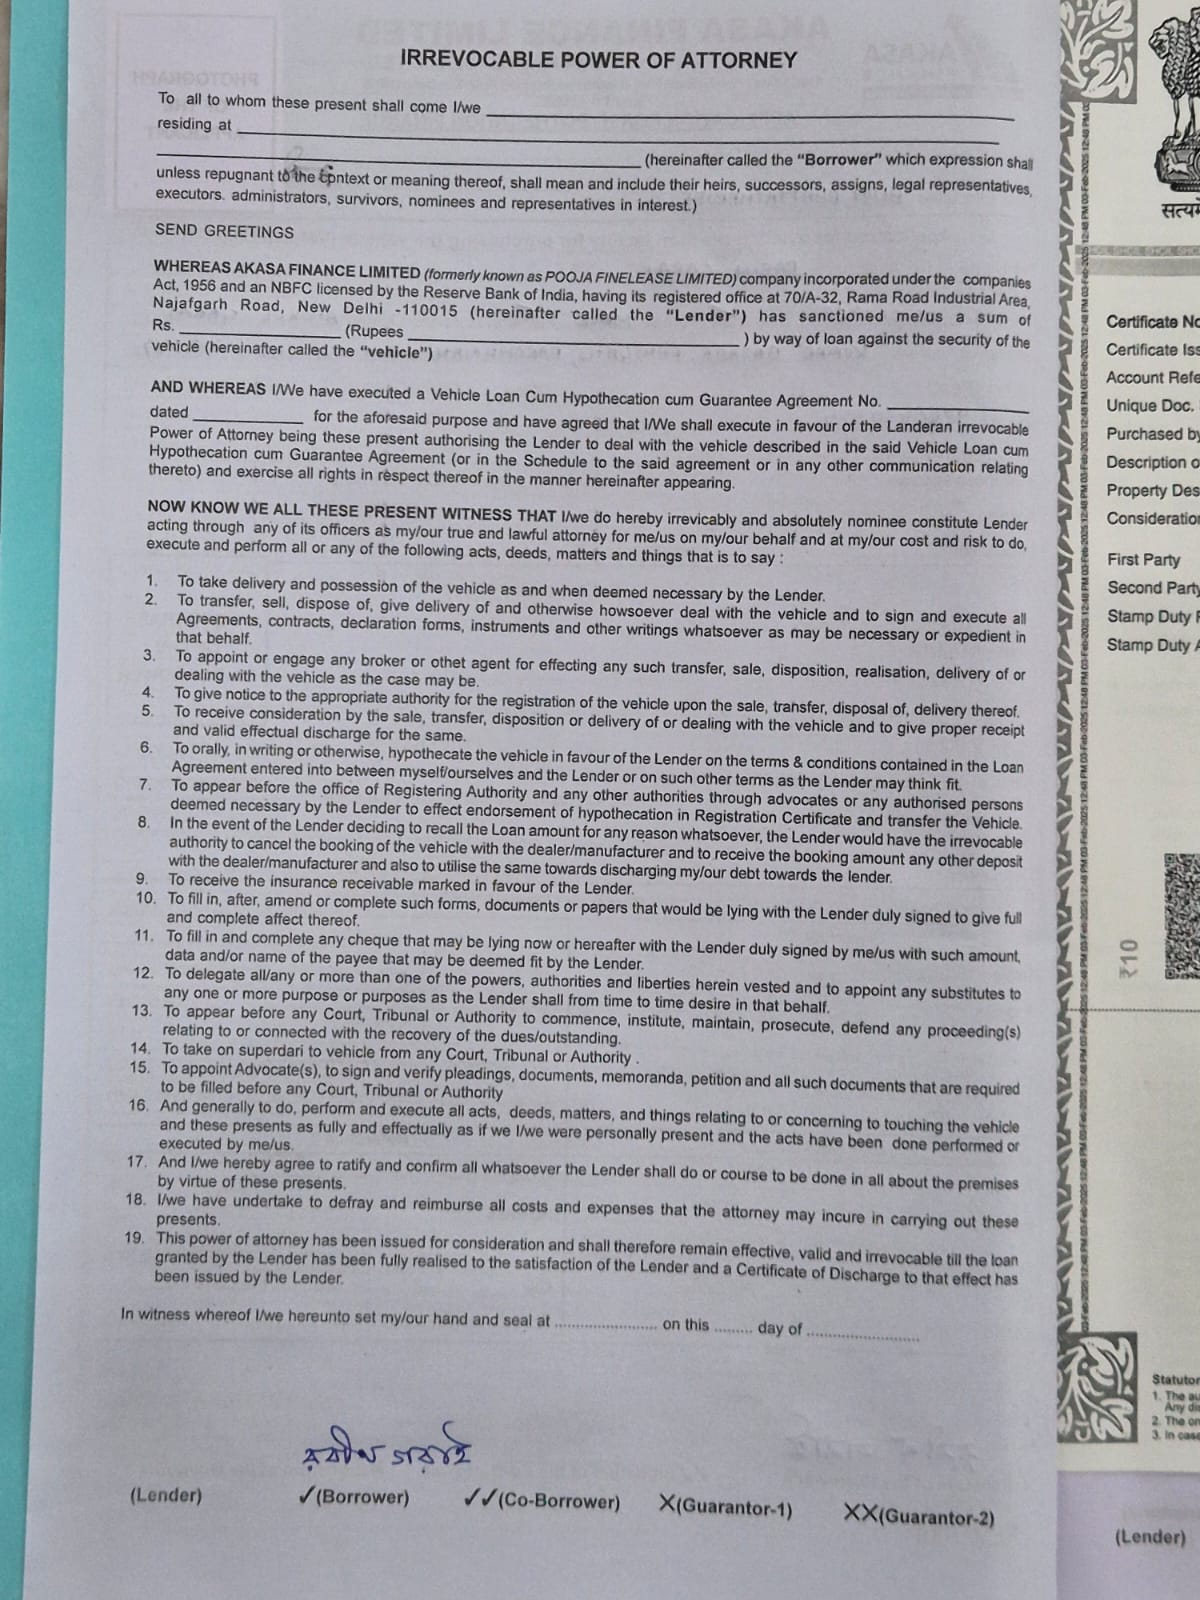 IRREVOCABLE POWER OF ATTORNEY
To all to whom these present shall come I/we
residing at
(hereinafter called the “Borrower” which expression shall
unless repugnant to the context or meaning thereof, shall mean and include their heirs, successors, assigns, legal representatives,
executors. administrators, survivors, nominees and representatives in interest.)
SEND GREETINGS
WHEREAS AKASA FINANCE LIMITED (formerly known as POOJA FINELEASE LIMITED) company incorporated under the companies
Act, 1956 and an NBFC licensed by the Reserve Bank of India, having its registered office at 70/A-32, Rama Road Industrial Area,
Najafgarh Road, New Delhi -110015 (hereinafter called the “Lender”) has sanctioned me/us a sum of
Rs. (Rupees ) by way of loan against the security of the
vehicle (hereinafter called the “vehicle”)
AND WHEREAS I/We have executed a Vehicle Loan Cum Hypothecation cum Guarantee Agreement No.
dated for the aforesaid purpose and have agreed that I/We shall execute in favour of the Landeran irrevocable
Power of Attorney being these present authorising the Lender to deal with the vehicle described in the said Vehicle Loan cum
Hypothecation cum Guarantee Agreement (or in the Schedule to the said agreement or in any other communication relating
thereto) and exercise all rights in respect thereof in the manner hereinafter appearing.
NOW KNOW WE ALL THESE PRESENT WITNESS THAT I/we do hereby irrevicably and absolutely nominee constitute Lender
acting through any of its officers as my/our true and lawful attorney for me/us on my/our behalf and at my/our cost and risk to do,
execute and perform all or any of the following acts, deeds, matters and things that is to say :
1. To take delivery and possession of the vehicle as and when deemed necessary by the Lender.
2. To transfer, sell, dispose of, give delivery of and otherwise howsoever deal with the vehicle and to sign and execute all
Agreements, contracts, declaration forms, instruments and other writings whatsoever as may be necessary or expedient in
that behalf.
3. To appoint or engage any broker or othet agent for effecting any such transfer, sale, disposition, realisation, delivery of or
dealing with the vehicle as the case may be.
4. To give notice to the appropriate authority for the registration of the vehicle upon the sale, transfer, disposal of, delivery thereof.
5. To receive consideration by the sale, transfer, disposition or delivery of or dealing with the vehicle and to give proper receipt
and valid effectual discharge for the same.
6. To orally, in writing or otherwise, hypothecate the vehicle in favour of the Lender on the terms & conditions contained in the Loan
Agreement entered into between myself/ourselves and the Lender or on such other terms as the Lender may think fit.
7. To appear before the office of Registering Authority and any other authorities through advocates or any authorised persons
deemed necessary by the Lender to effect endorsement of hypothecation in Registration Certificate and transfer the Vehicle.
8. In the event of the Lender deciding to recall the Loan amount for any reason whatsoever, the Lender would have the irrevocable
authority to cancel the booking of the vehicle with the dealer/manufacturer and to receive the booking amount any other deposit
with the dealer/manufacturer and also to utilise the same towards discharging my/our debt towards the lender.
9. To receive the insurance receivable marked in favour of the Lender.
10. To fill in, after, amend or complete such forms, documents or papers that would be lying with the Lender duly signed to give full
and complete affect thereof.
11. To fill in and complete any cheque that may be lying now or hereafter with the Lender duly signed by me/us with such amount,
data and/or name of the payee that may be deemed fit by the Lender.
12. To delegate all/any or more than one of the powers, authorities and liberties herein vested and to appoint any substitutes to
any one or more purpose or purposes as the Lender shall from time to time desire in that behalf.
13. To appear before any Court, Tribunal or Authority to commence, institute, maintain, prosecute, defend any proceeding(s)
relating to or connected with the recovery of the dues/outstanding.
14. To take on superdari to vehicle from any Court, Tribunal or Authority .
15. To appoint Advocate(s), to sign and verify pleadings, documents, memoranda, petition and all such documents that are required
to be filled before any Court, Tribunal or Authority
16. And generally to do, perform and execute all acts, deeds, matters, and things relating to or concerning to touching the vehicle
and these presents as fully and effectually as if we I/we were personally present and the acts have been done performed or
executed by me/us.
17. And I/we hereby agree to ratify and confirm all whatsoever the Lender shall do or course to be done in all about the premises
by virtue of these presents.
18. I/we have undertake to defray and reimburse all costs and expenses that the attorney may incure in carrying out these
presents.
19. This power of attorney has been issued for consideration and shall therefore remain effective, valid and irrevocable till the loan
granted by the Lender has been fully realised to the satisfaction of the Lender and a Certificate of Discharge to that effect has
been issued by the Lender.
In witness whereof I/we hereunto set my/our hand and seal at ........................ on this ......... day of ..........................
(Lender) ✓(Borrower) ✓✓(Co-Borrower) X(Guarantor-1) XX(Guarantor-2)
Certificate No
Certificate Iss
Account Refe
Unique Doc.
Purchased by
Description o
Property Des
Consideration
First Party
Second Party
Stamp Duty
Stamp Duty A
₹10
Statutor
1. The au
Any di
2. The on
3. In case
(Lender)